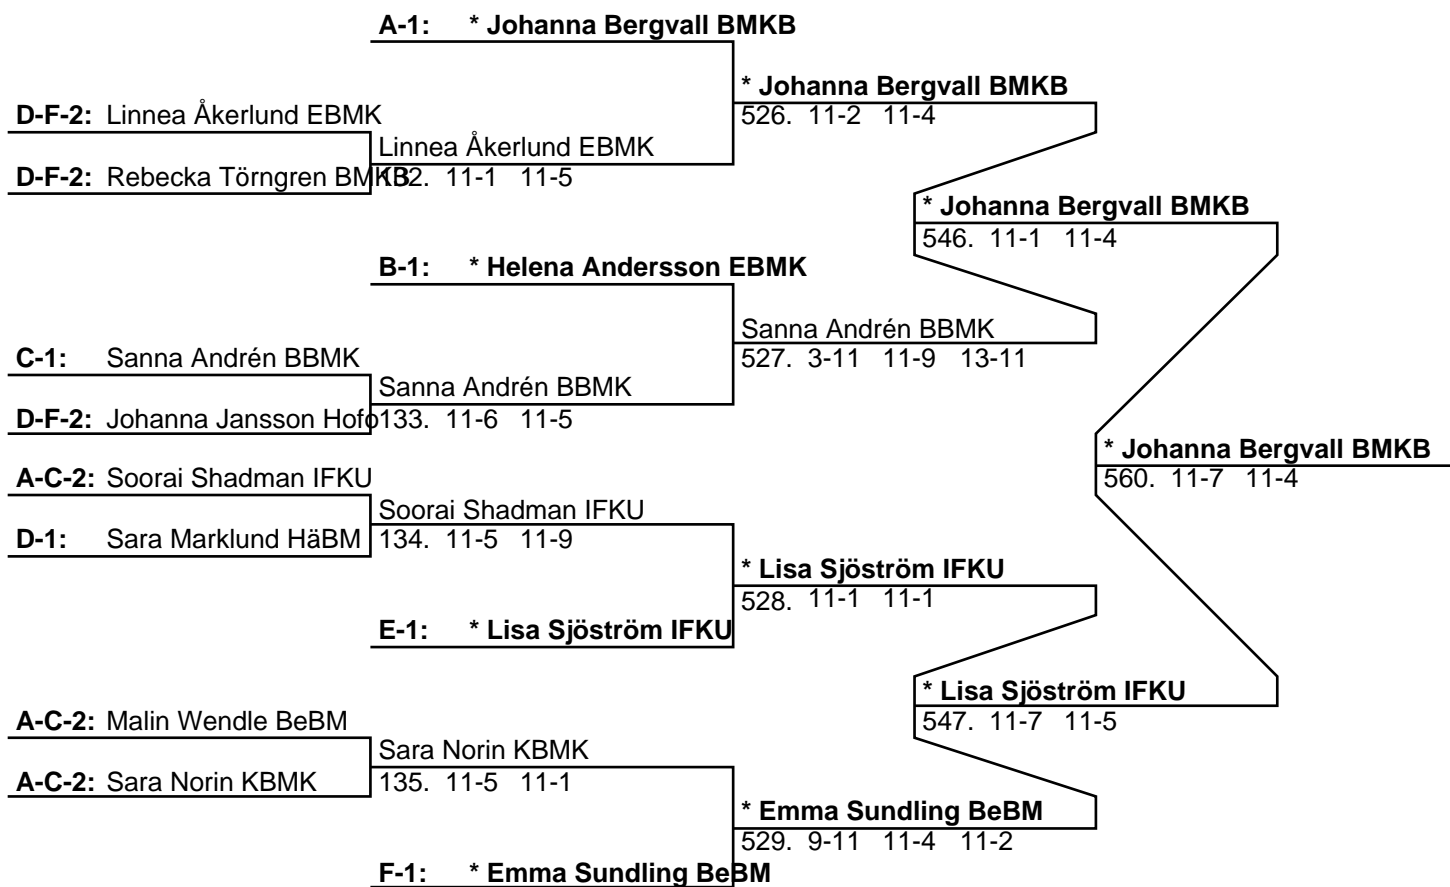 A-1: * Johanna Bergvall BMKB
* Johanna Bergvall BMKB
D-F-2: Linnea Åkerlund EBMK
526. 11-2 11-4
Linnea Åkerlund EBMK
D-F-2: Rebecka Törngren BMKB
132. 11-1 11-5
* Johanna Bergvall BMKB
546. 11-1 11-4
B-1: * Helena Andersson EBMK
Sanna Andrén BBMK
C-1: Sanna Andrén BBMK
527. 3-11 11-9 13-11
Sanna Andrén BBMK
D-F-2: Johanna Jansson Hofo
133. 11-6 11-5
* Johanna Bergvall BMKB
A-C-2: Soorai Shadman IFKU
560. 11-7 11-4
Soorai Shadman IFKU
D-1: Sara Marklund HäBM
134. 11-5 11-9
* Lisa Sjöström IFKU
528. 11-1 11-1
E-1: * Lisa Sjöström IFKU
* Lisa Sjöström IFKU
A-C-2: Malin Wendle BeBM
547. 11-7 11-5
Sara Norin KBMK
A-C-2: Sara Norin KBMK
135. 11-5 11-1
* Emma Sundling BeBM
529. 9-11 11-4 11-2
F-1: * Emma Sundling BeBM